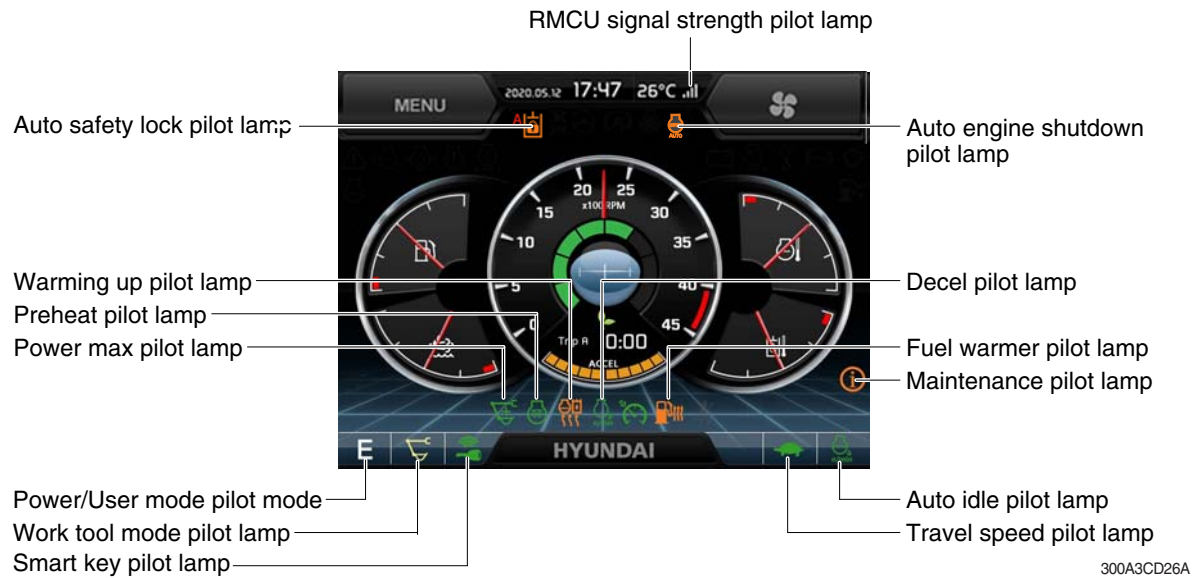 RMCU signal strength pilot lamp
MENU
2020.05.12 17:47 26°C
Auto safety lock pilot lamp
A
AUTO
Auto engine shutdown
pilot lamp
20 25
x100RPM
15 30
10 35
5 40
0 45
Trip A 0:00
ACCEL
Warming up pilot lamp
Preheat pilot lamp
Power max pilot lamp
Decel pilot lamp
Fuel warmer pilot lamp
Maintenance pilot lamp
E
HYUNDAI
Power/User mode pilot mode
Work tool mode pilot lamp
Smart key pilot lamp
Auto idle pilot lamp
Travel speed pilot lamp
300A3CD26A